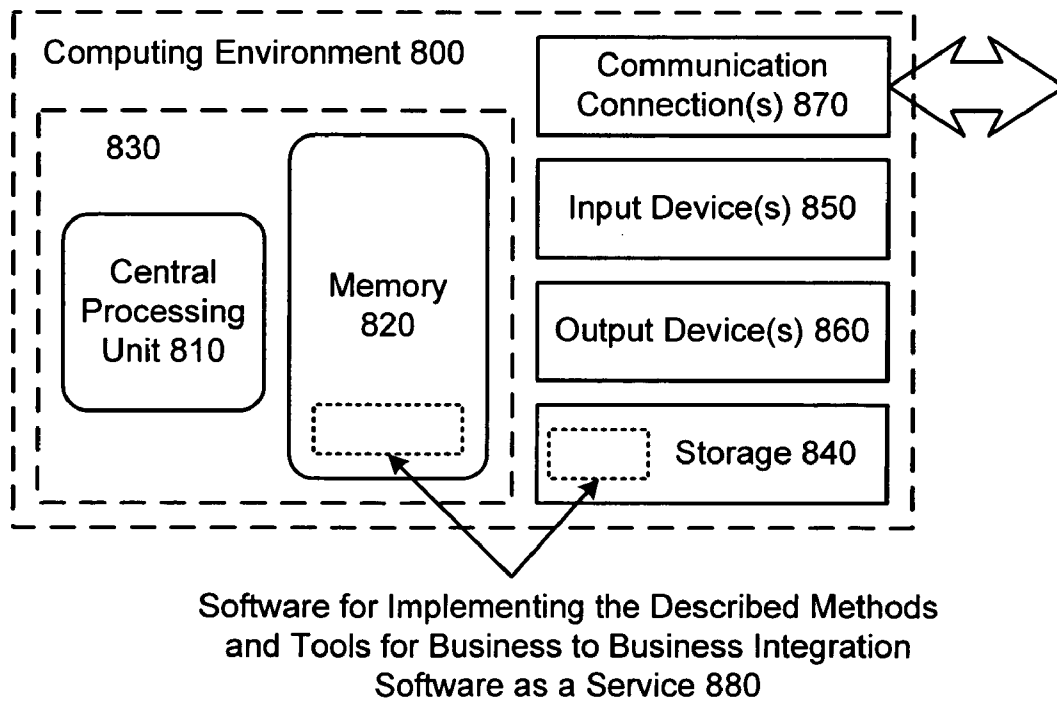 Computing Environment 800
830
Central
Processing
Unit 810
Memory
820
Communication
Connection(s) 870
Input Device(s) 850
Output Device(s) 860
Storage 840
Software for Implementing the Described Methods
and Tools for Business to Business Integration
Software as a Service 880